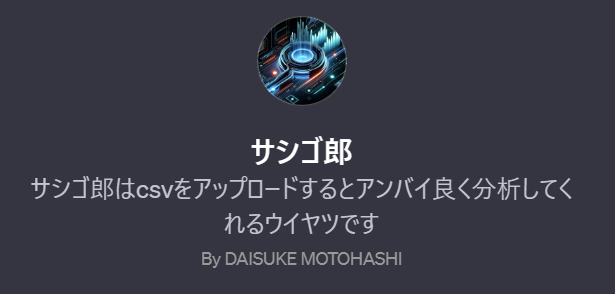 サシゴ郎
サシゴ郎はcsvをアップロードするとアンバイ良く分析してく
れるウイヤツです
By DAISUKE MOTOHASHI